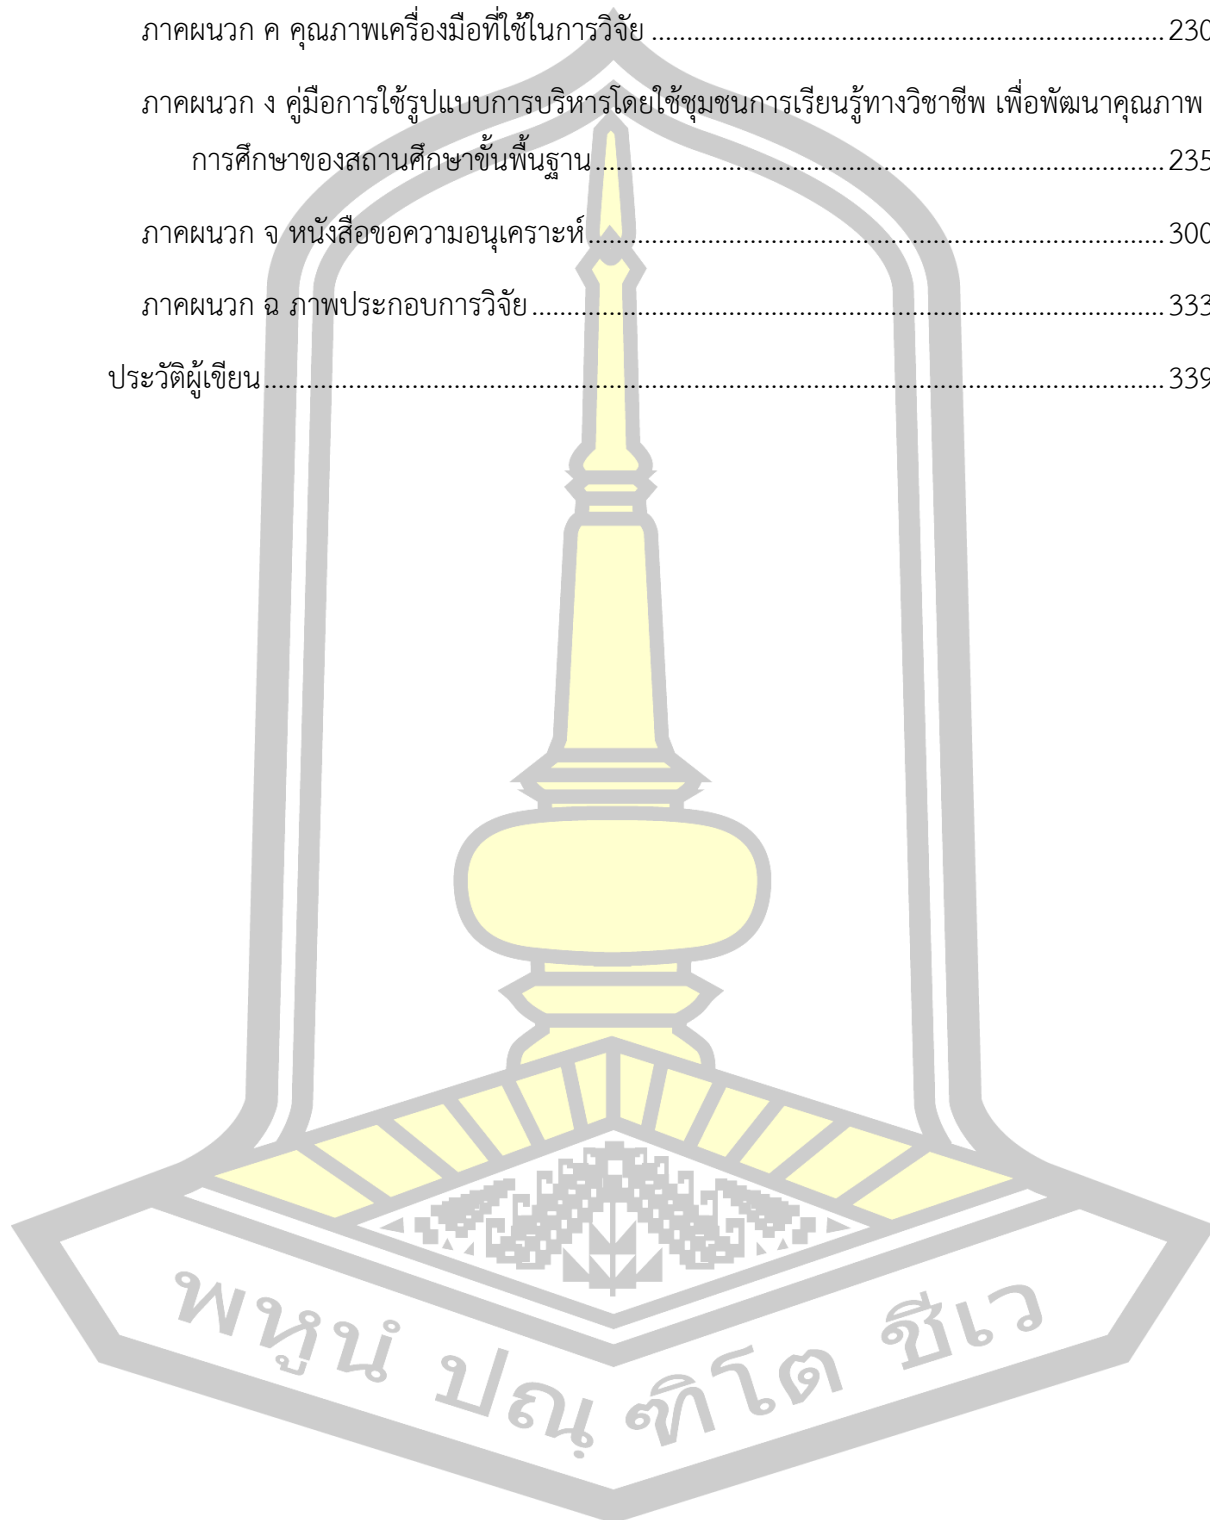 ภาคผนวก ค คุณภาพเครื่องมือที่ใช้ในการวิจัย ........................................................................................ 230
ภาคผนวก ง คู่มือการใช้รูปแบบการบริหารโดยใช้ชุมชนการเรียนรู้ทางวิชาชีพ เพื่อพัฒนาคุณภาพ
การศึกษาของสถานศึกษาขั้นพื้นฐาน ........................................................................................ 235
ภาคผนวก จ หนังสือขอความอนุเคราะห์ ........................................................................................ 300
ภาคผนวก ฉ ภาพประกอบการวิจัย ........................................................................................ 333
ประวัติผู้เขียน ........................................................................................ 339
พหูนํ ปณฺฑิโต ชีเว